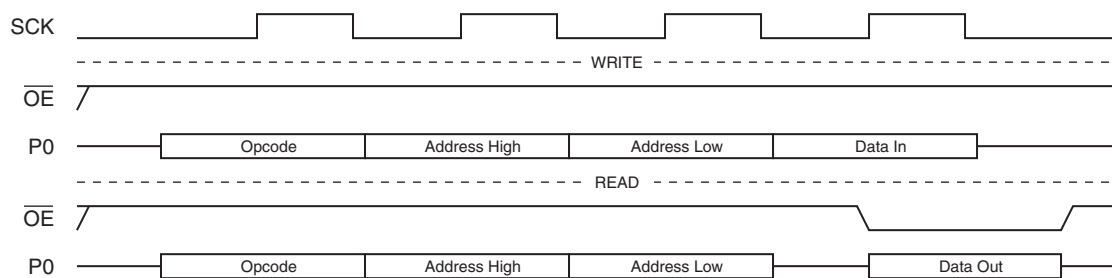 SCK
WRITE
OE
P0 Opcode Address High Address Low Data In
READ
OE
P0 Opcode Address High Address Low Data Out